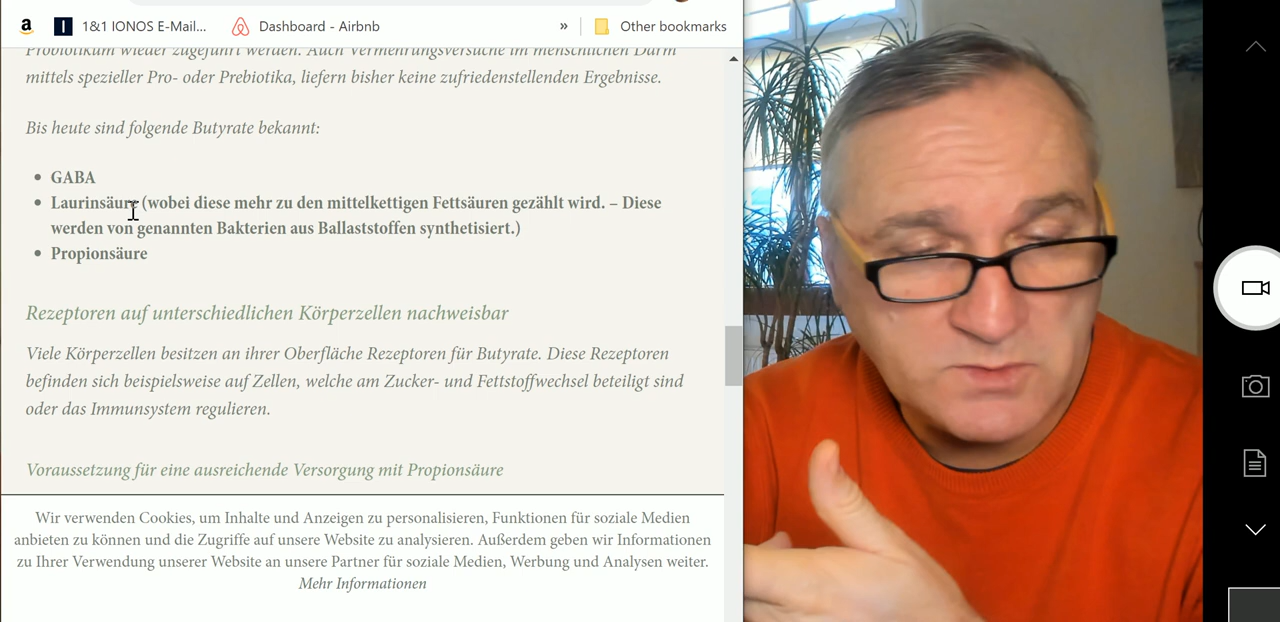 1&1 IONOS E-Mail... Dashboard - Airbnb » Other bookmarks
Probiotikum wieder zugeführt werden. Auch Vermehrungsversuche im menschlichen Darm
mittels spezieller Pro- oder Prebiotika, liefern bisher keine zufriedenstellenden Ergebnisse.
Bis heute sind folgende Butyrate bekannt:
• GABA
• Laurinsäure (wobei diese mehr zu den mittelkettigen Fettsäuren gezählt wird. – Diese
werden von genannten Bakterien aus Ballaststoffen synthetisiert.)
• Propionsäure
Rezeptoren auf unterschiedlichen Körperzellen nachweisbar
Viele Körperzellen besitzen an ihrer Oberfläche Rezeptoren für Butyrate. Diese Rezeptoren
befinden sich beispielsweise auf Zellen, welche am Zucker- und Fettstoffwechsel beteiligt sind
oder das Immunsystem regulieren.
Voraussetzung für eine ausreichende Versorgung mit Propionsäure
Wir verwenden Cookies, um Inhalte und Anzeigen zu personalisieren, Funktionen für soziale Medien
anbieten zu können und die Zugriffe auf unsere Website zu analysieren. Außerdem geben wir Informationen
zu Ihrer Verwendung unserer Website an unsere Partner für soziale Medien, Werbung und Analysen weiter.
Mehr Informationen